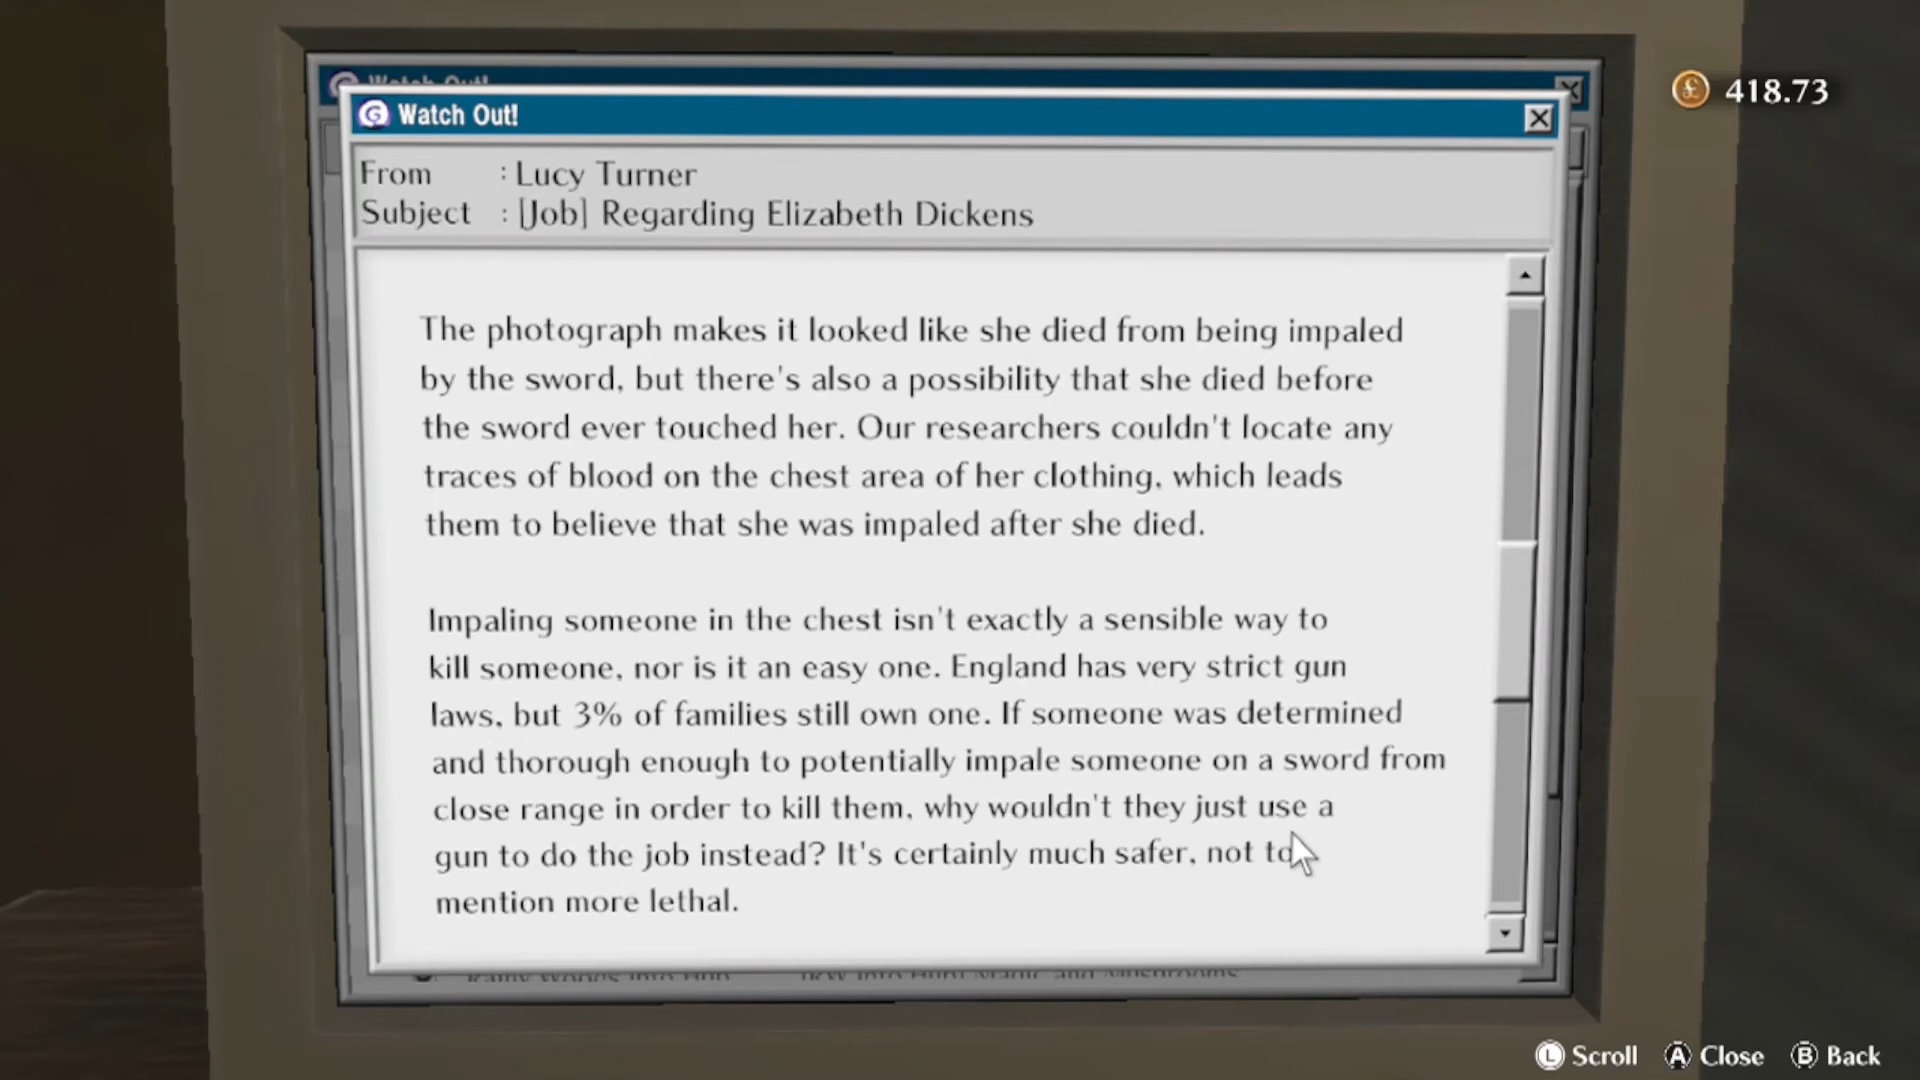 Watch Out!
418.73
Watch Out!
From : Lucy Turner
Subject : [Job] Regarding Elizabeth Dickens
The photograph makes it looked like she died from being impaled
by the sword, but there's also a possibility that she died before
the sword ever touched her. Our researchers couldn't locate any
traces of blood on the chest area of her clothing, which leads
them to believe that she was impaled after she died.
Impaling someone in the chest isn't exactly a sensible way to
kill someone, nor is it an easy one. England has very strict gun
laws, but 3% of families still own one. If someone was determined
and thorough enough to potentially impale someone on a sword from
close range in order to kill them, why wouldn't they just use a
gun to do the job instead? It's certainly much safer, not to
mention more lethal.
L Scroll A Close B Back